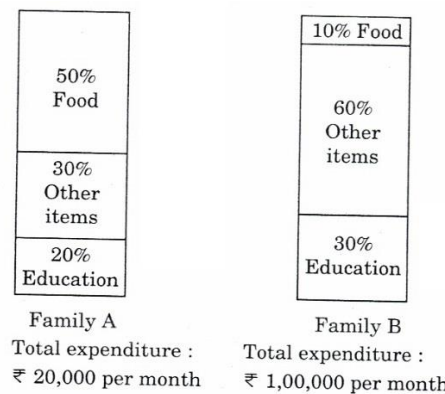 50%
Food
30%
Other
items
20%
Education
Family A
Total expenditure :
₹ 20,000 per month
10% Food
60%
Other
items
30%
Education
Family B
Total expenditure :
₹ 1,00,000 per month